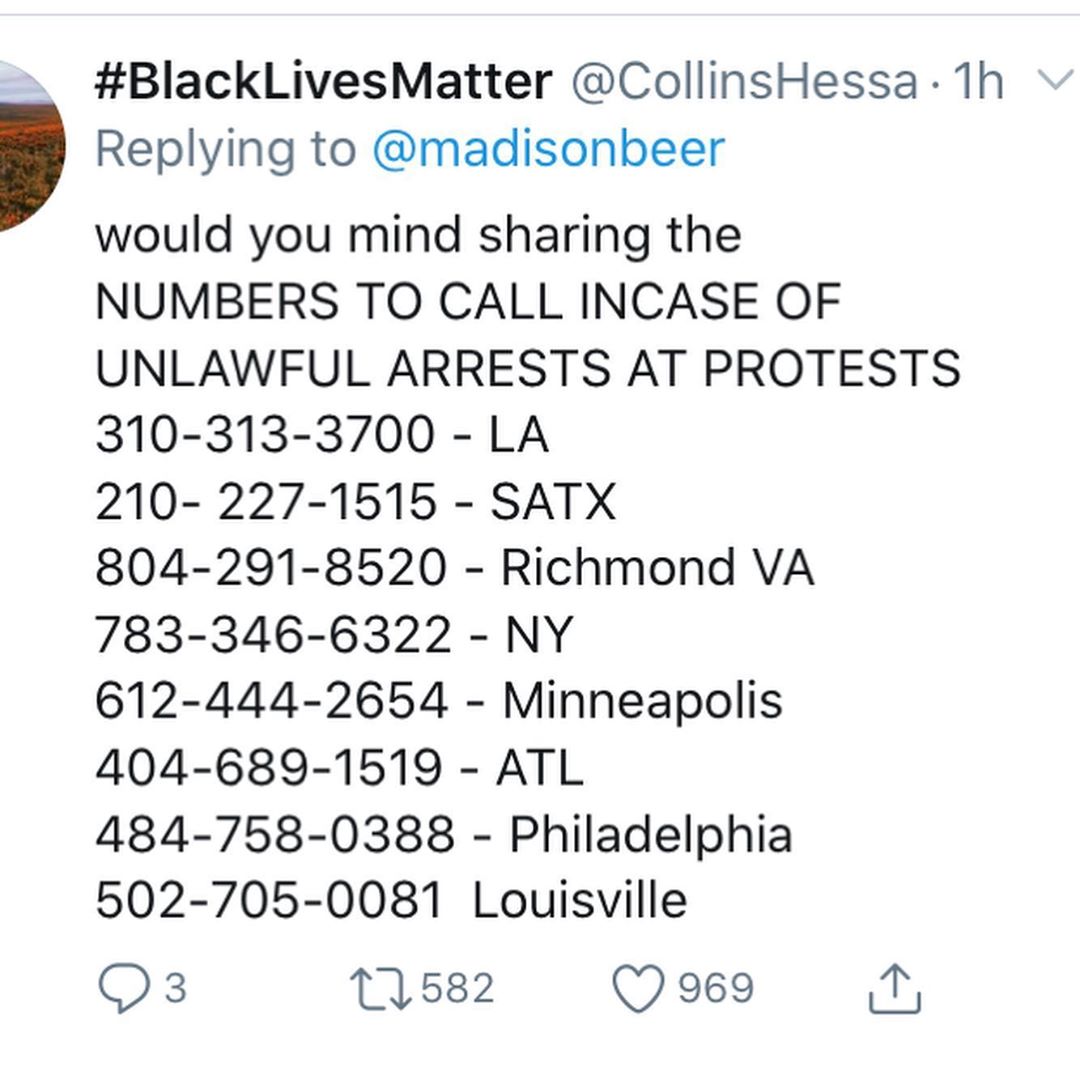 #BlackLivesMatter @CollinsHessa · 1h
Replying to @madisonbeer
would you mind sharing the
NUMBERS TO CALL INCASE OF
UNLAWFUL ARRESTS AT PROTESTS
310-313-3700 - LA
210- 227-1515 - SATX
804-291-8520 - Richmond VA
783-346-6322 - NY
612-444-2654 - Minneapolis
404-689-1519 - ATL
484-758-0388 - Philadelphia
502-705-0081  Louisville
3 582 969